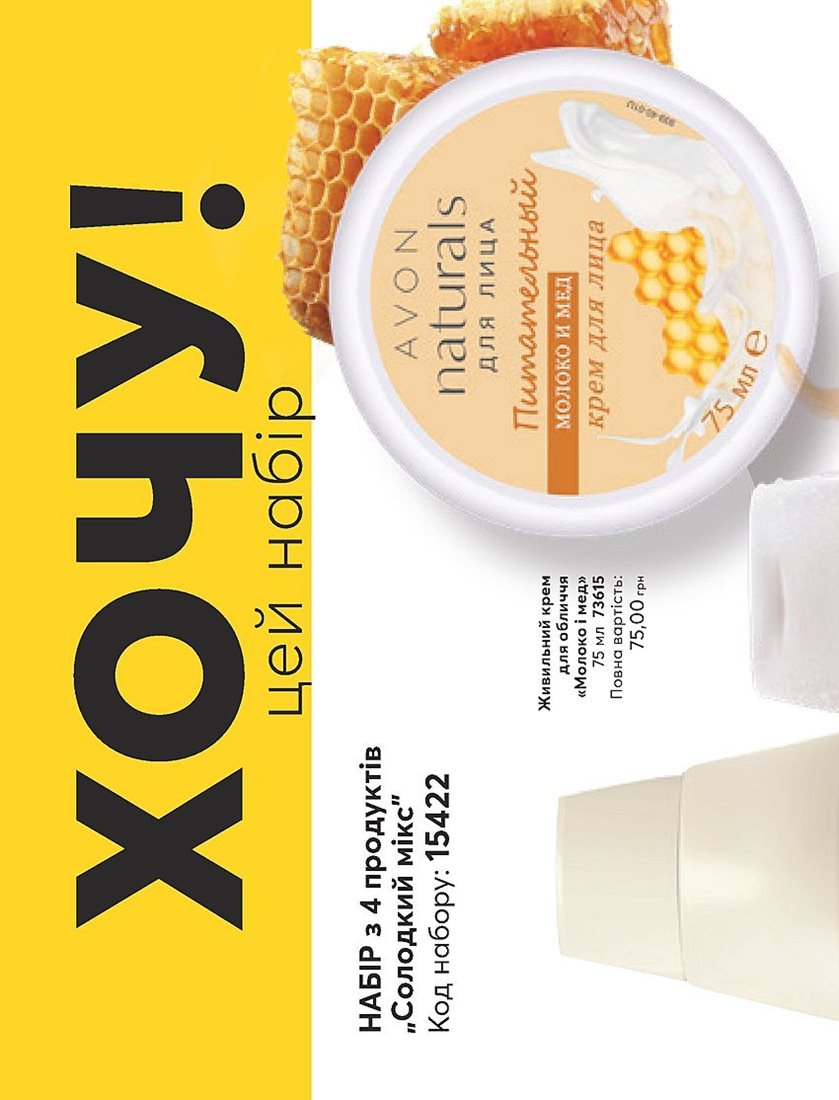 хочу!
цей набір
НАБІР з 4 продуктів
„Солодкий мікс”
Код набору: 15422
Живильний крем
для обличчя
«Молоко і мед»
75 мл 73615
Повна вартість:
75,00 грн
AVON
naturals
ДЛЯ ЛИЦА
Питательный
МОЛОКО И МЕД
крем для лица
75 мл e